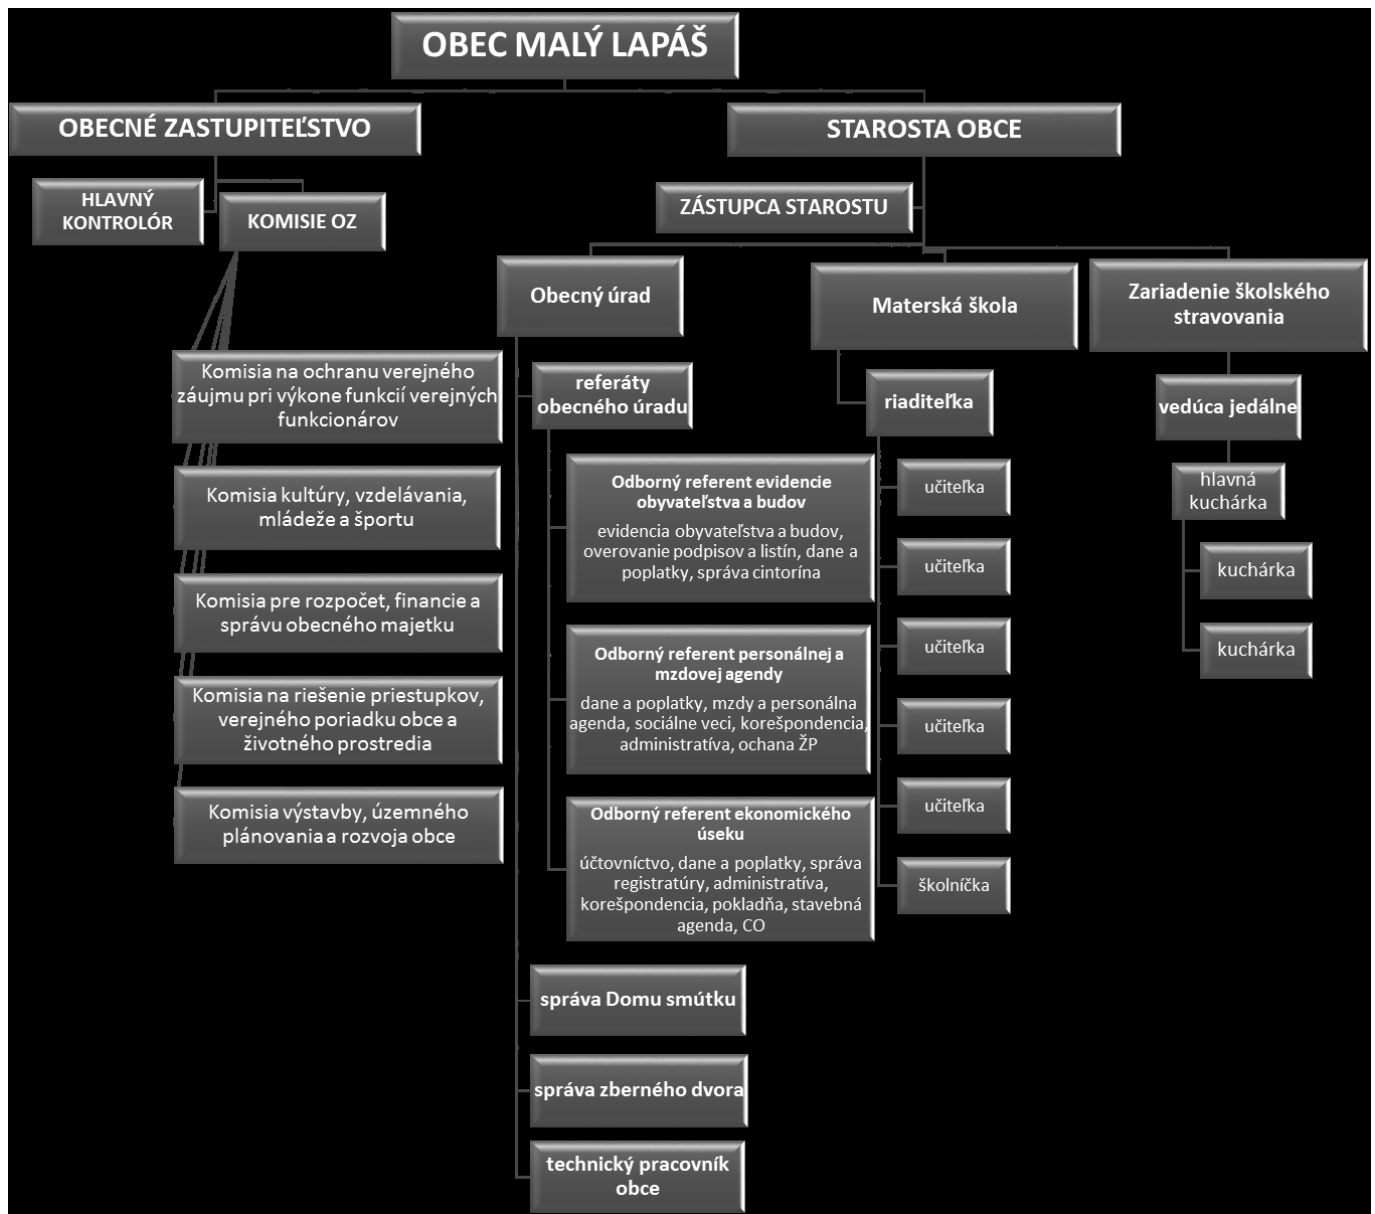 OBEC MALÝ LAPÁŠ
OBECNÉ ZASTUPITEĽSTVO
HLAVNÝ
KONTROLÓR
KOMISIE OZ
Komisia na ochranu verejného
záujmu pri výkone funkcií verejných
funkcionárov
Komisia kultúry, vzdelávania,
mládeže a športu
Komisia pre rozpočet, financie a
správu obecného majetku
Komisia na riešenie priestupkov,
verejného poriadku obce a
životného prostredia
Komisia výstavby, územného
plánovania a rozvoja obce
STAROSTA OBCE
ZÁSTUPCA STAROSTU
Obecný úrad
referáty
obecného úradu
Odborný referent evidencie
obyvateľstva a budov
evidencia obyvateľstva a budov,
overovanie podpisov a listín, dane a
poplatky, správa cintorína
Odborný referent personálnej a
mzdovej agendy
dane a poplatky, mzdy a personálna
agenda, sociálne veci, korešpondencia,
administratíva, ochana ŽP
Odborný referent ekonomického
úseku
účtovníctvo, dane a poplatky, správa
registratúry, administratíva,
korešpondencia, pokladňa, stavebná
agenda, CO
správa Domu smútku
správa zberného dvora
technický pracovník
obce
Materská škola
riaditeľka
učiteľka
učiteľka
učiteľka
učiteľka
učiteľka
školníčka
Zariadenie školského
stravovania
vedúca jedálne
hlavná
kuchárka
kuchárka
kuchárka